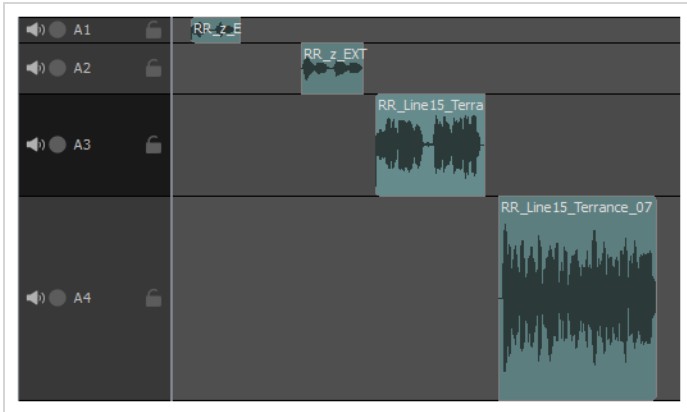 A1
RR_z_E
A2
RR_z_EXT
A3
RR_Line15_Terra
A4
RR_Line15_Terrance_07